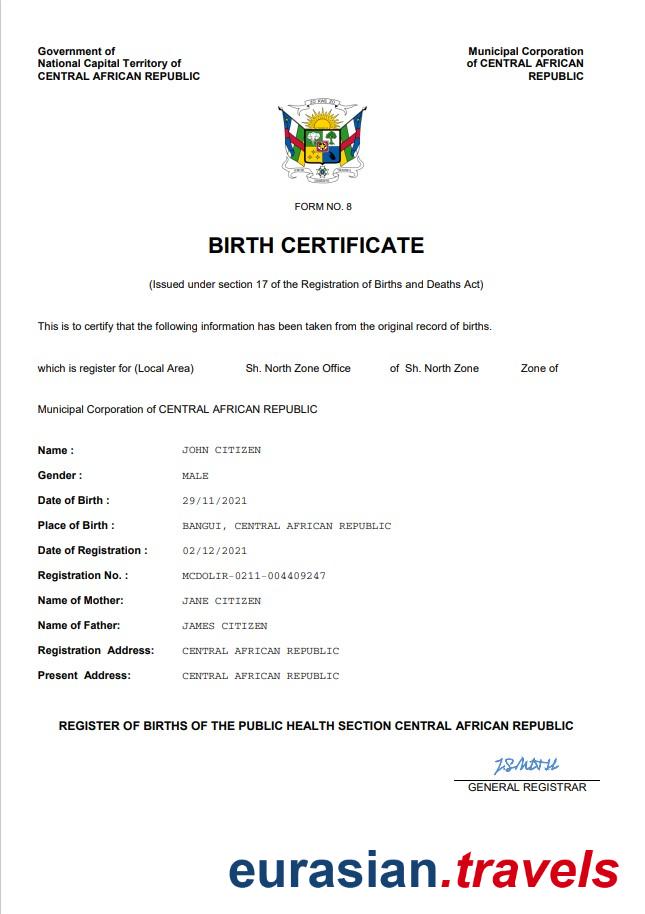 Government of
National Capital Territory of
CENTRAL AFRICAN REPUBLIC
Municipal Corporation
of CENTRAL AFRICAN
REPUBLIC
FORM NO. 8
BIRTH CERTIFICATE
(Issued under section 17 of the Registration of Births and Deaths Act)
This is to certify that the following information has been taken from the original record of births.
which is register for (Local Area) Sh. North Zone Office of Sh. North Zone Zone of
Municipal Corporation of CENTRAL AFRICAN REPUBLIC
Name : JOHN CITIZEN
Gender : MALE
Date of Birth : 29/11/2021
Place of Birth : BANGUI, CENTRAL AFRICAN REPUBLIC
Date of Registration : 02/12/2021
Registration No. : MCDOLIR-0211-004409247
Name of Mother: JANE CITIZEN
Name of Father: JAMES CITIZEN
Registration Address: CENTRAL AFRICAN REPUBLIC
Present Address: CENTRAL AFRICAN REPUBLIC
REGISTER OF BIRTHS OF THE PUBLIC HEALTH SECTION CENTRAL AFRICAN REPUBLIC
GENERAL REGISTRAR
eurasian.travels